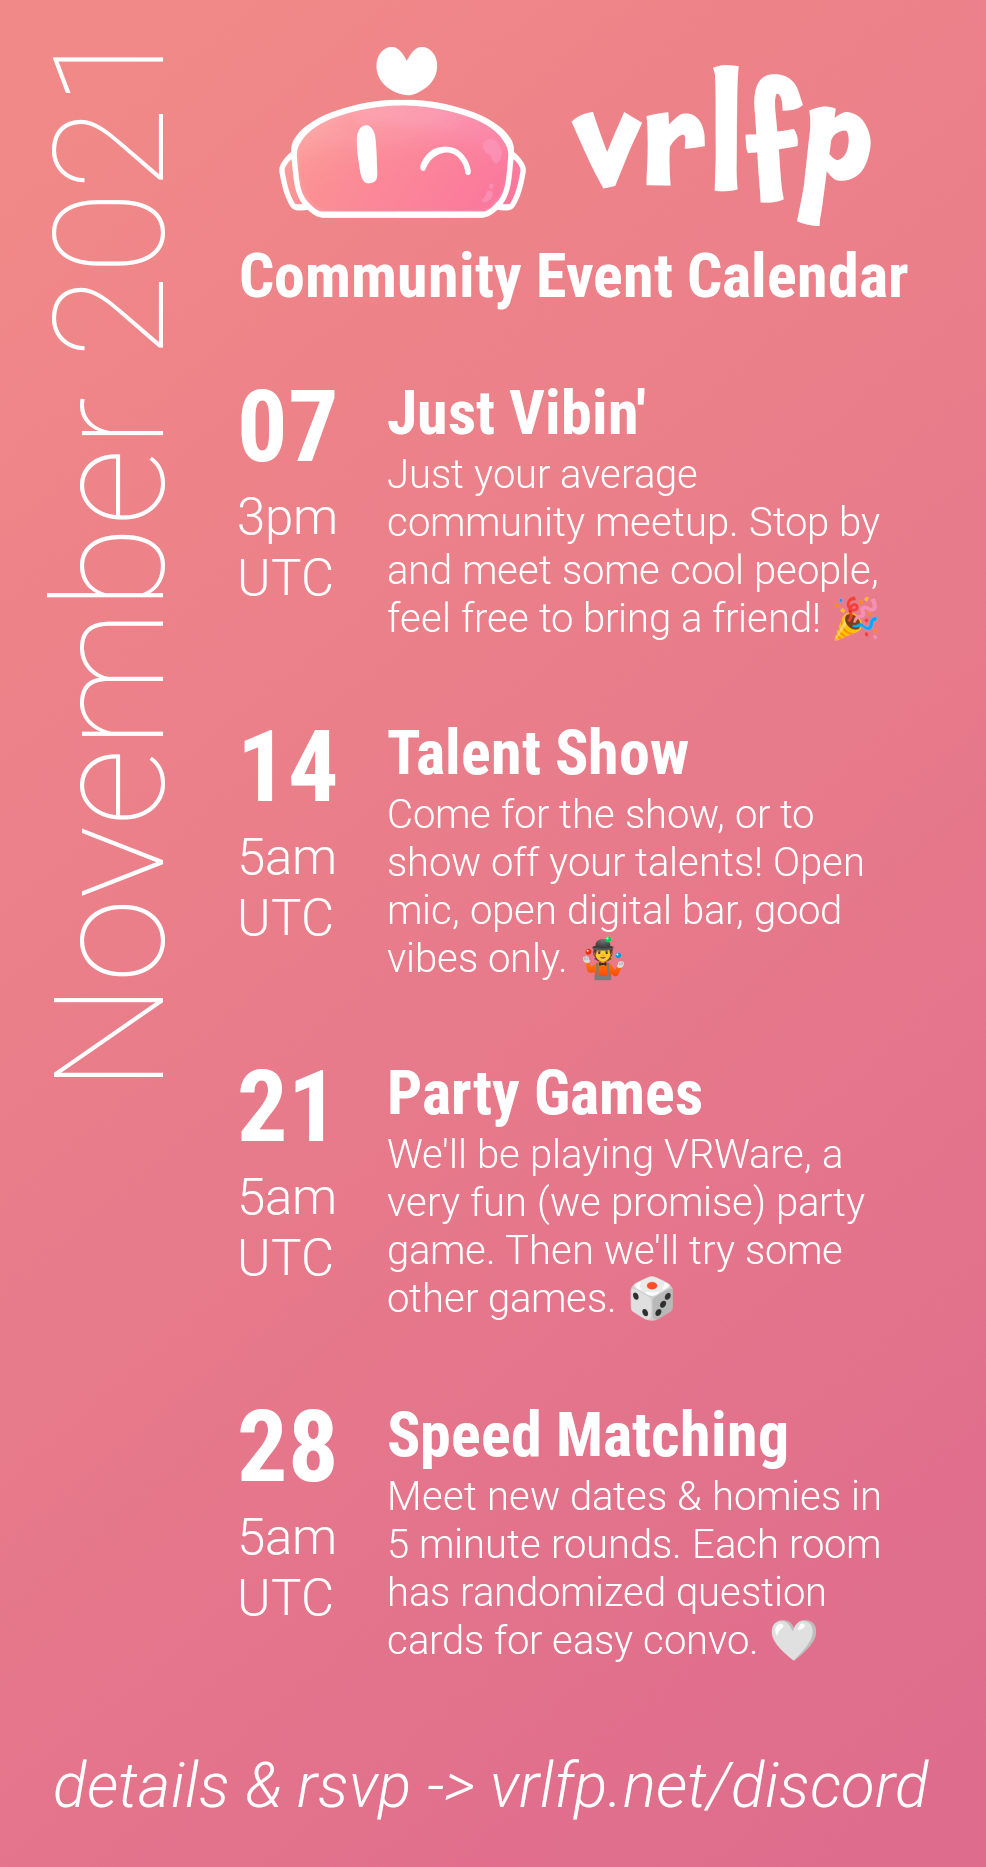 November 2021
vrlfp
Community Event Calendar
07
3pm
UTC
Just Vibin'
Just your average
community meetup. Stop by
and meet some cool people,
feel free to bring a friend! 🎉
14
5am
UTC
Talent Show
Come for the show, or to
show off your talents! Open
mic, open digital bar, good
vibes only. 🤹
21
5am
UTC
Party Games
We'll be playing VRWare, a
very fun (we promise) party
game. Then we'll try some
other games. 🎲
28
5am
UTC
Speed Matching
Meet new dates & homies in
5 minute rounds. Each room
has randomized question
cards for easy convo. 🤍
details & rsvp -> vrlfp.net/discord